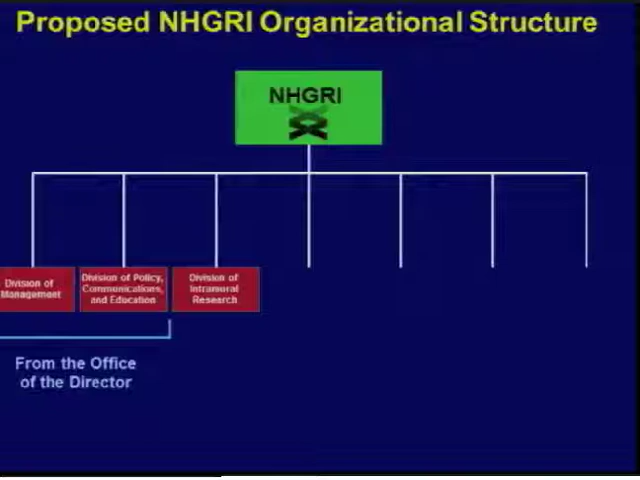 Proposed NHGRI Organizational Structure
NHGRI
Division of
Management
Division of Policy,
Communications,
and Education
Division of
Intramural
Research
From the Office
of the Director